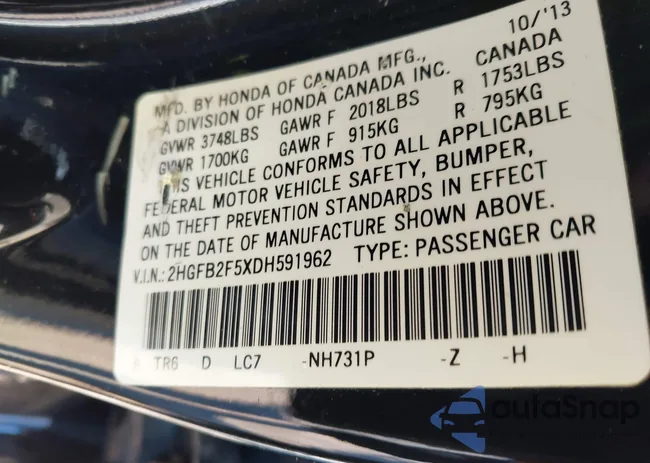 10/'13
MFD. BY HONDA OF CANADA MFG., CANADA
A DIVISION OF HONDA CANADA INC.
GVWR 3748LBS GAWR F 2018LBS R 1753LBS
GVWR 1700KG GAWR F 915KG R 795KG
THIS VEHICLE CONFORMS TO ALL APPLICABLE
FEDERAL MOTOR VEHICLE SAFETY, BUMPER,
AND THEFT PREVENTION STANDARDS IN EFFECT
ON THE DATE OF MANUFACTURE SHOWN ABOVE.
V.I.N.: 2HGFB2F5XDH591962 TYPE: PASSENGER CAR
TR6 D LC7 -NH731P -Z -H
autoSnap